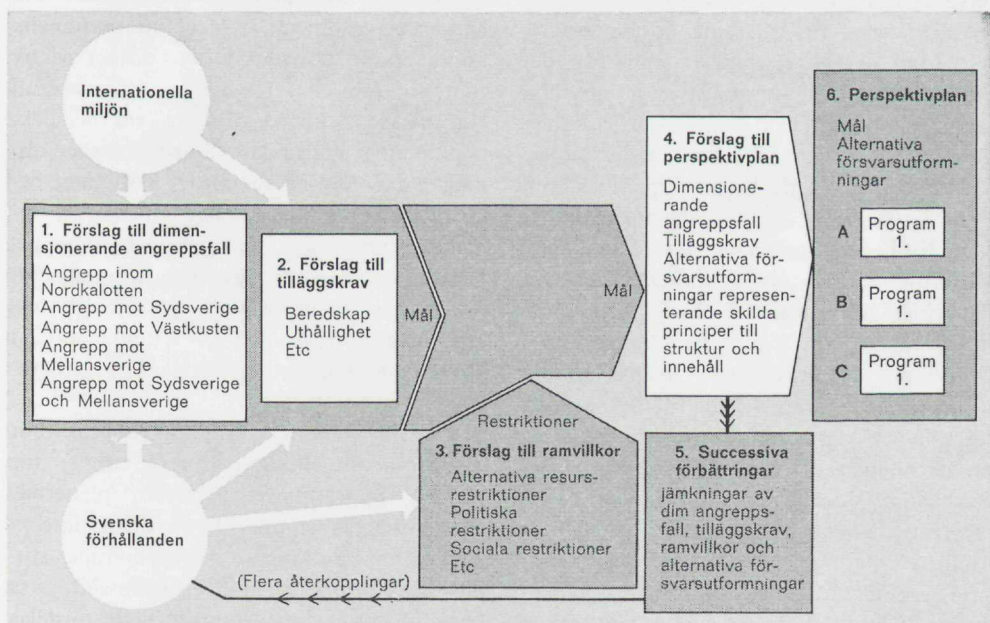 Internationella
miljön
1. Förslag till dimen-
sionerande angreppsfall
Angrepp inom
Nordkalotten
Angrepp mot Sydsverige
Angrepp mot Västkusten
Angrepp mot
Mellansverige
Angrepp mot Sydsverige
och Mellansverige
2. Förslag till
tilläggskrav
Beredskap
Uthållighet
Etc
Mål
Mål
Restriktioner
3. Förslag till ramvillkor
Alternativa resurs-
restriktioner
Politiska
restriktioner
Sociala restriktioner
Etc
4. Förslag till
perspektivplan
Dimensione-
rande
angreppsfall
Tilläggskrav
Alternativa för-
svarsutform-
ningar represen-
terande skilda
principer till
struktur och
innehåll
5. Successiva
förbättringar
jämkningar av
dim angrepps-
fall, tilläggskrav,
ramvillkor och
alternativa för-
svarsutformningar
6. Perspektivplan
Mål
Alternativa
försvarsutform-
ningar
A Program
1.
B Program
1.
C Program
1.
Svenska
förhållanden
(Flera återkopplingar)